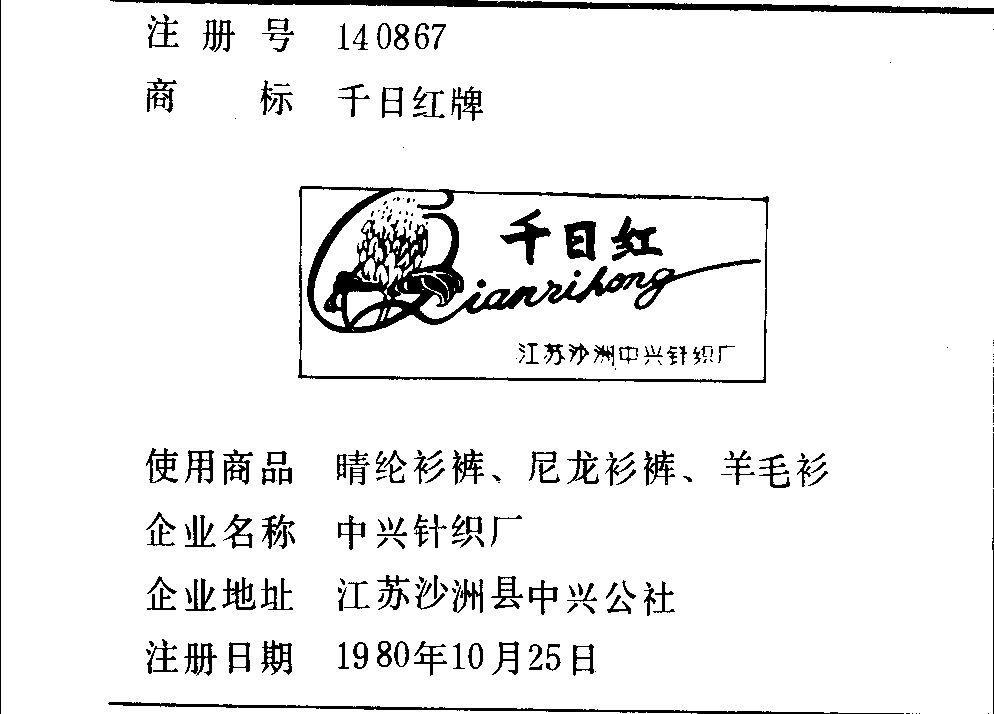 注册号 140867
商标 千日红牌
千日红
Qianrihong
江苏沙洲中兴针织厂
使用商品 晴纶衫裤、尼龙衫裤、羊毛衫
企业名称 中兴针织厂
企业地址 江苏沙洲县中兴公社
注册日期 1980年10月25日